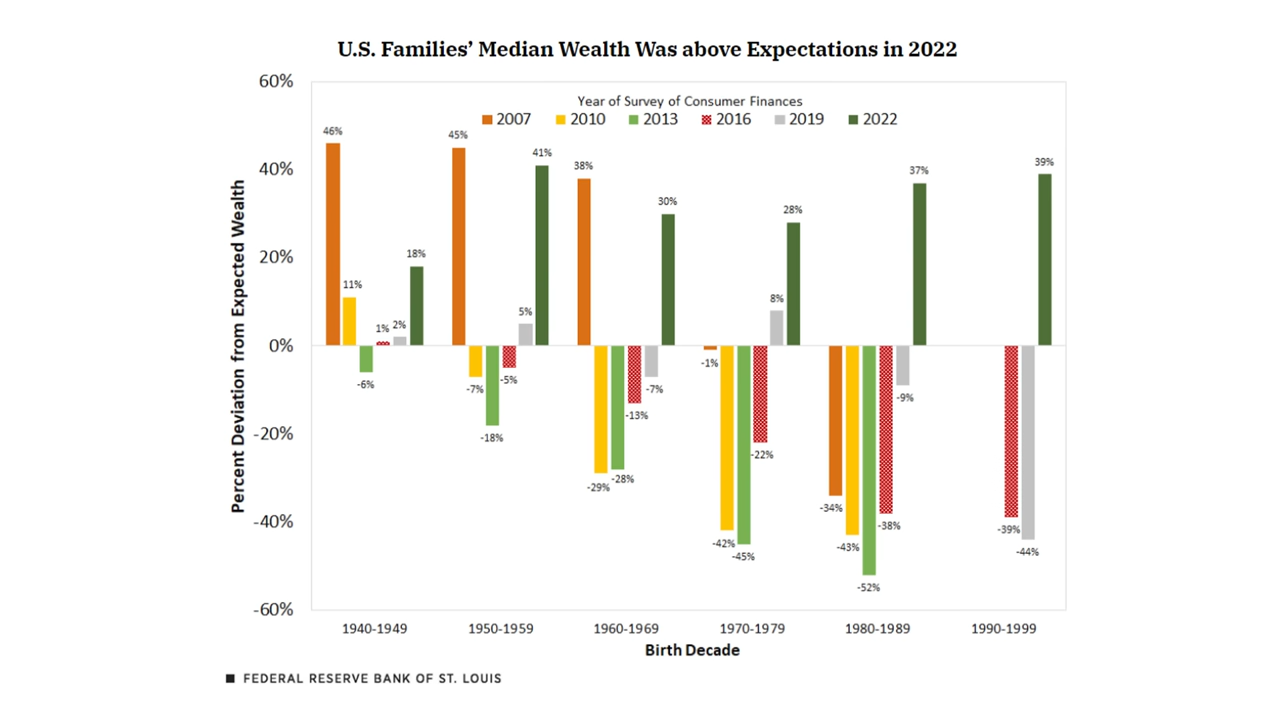 U.S. Families’ Median Wealth Was above Expectations in 2022
Year of Survey of Consumer Finances
2007 2010 2013 2016 2019 2022
Percent Deviation from Expected Wealth
60%
40%
20%
0%
-20%
-40%
-60%
46% 11% -6% 1% 2% 18%
45% -7% -18% -5% 5% 41%
38% -29% -28% -13% -7% 30%
-1% -42% -45% -22% 8% 28%
-34% -43% -52% -38% -9% 37%
-39% -44% 39%
1940-1949 1950-1959 1960-1969 1970-1979 1980-1989 1990-1999
Birth Decade
FEDERAL RESERVE BANK OF ST. LOUIS